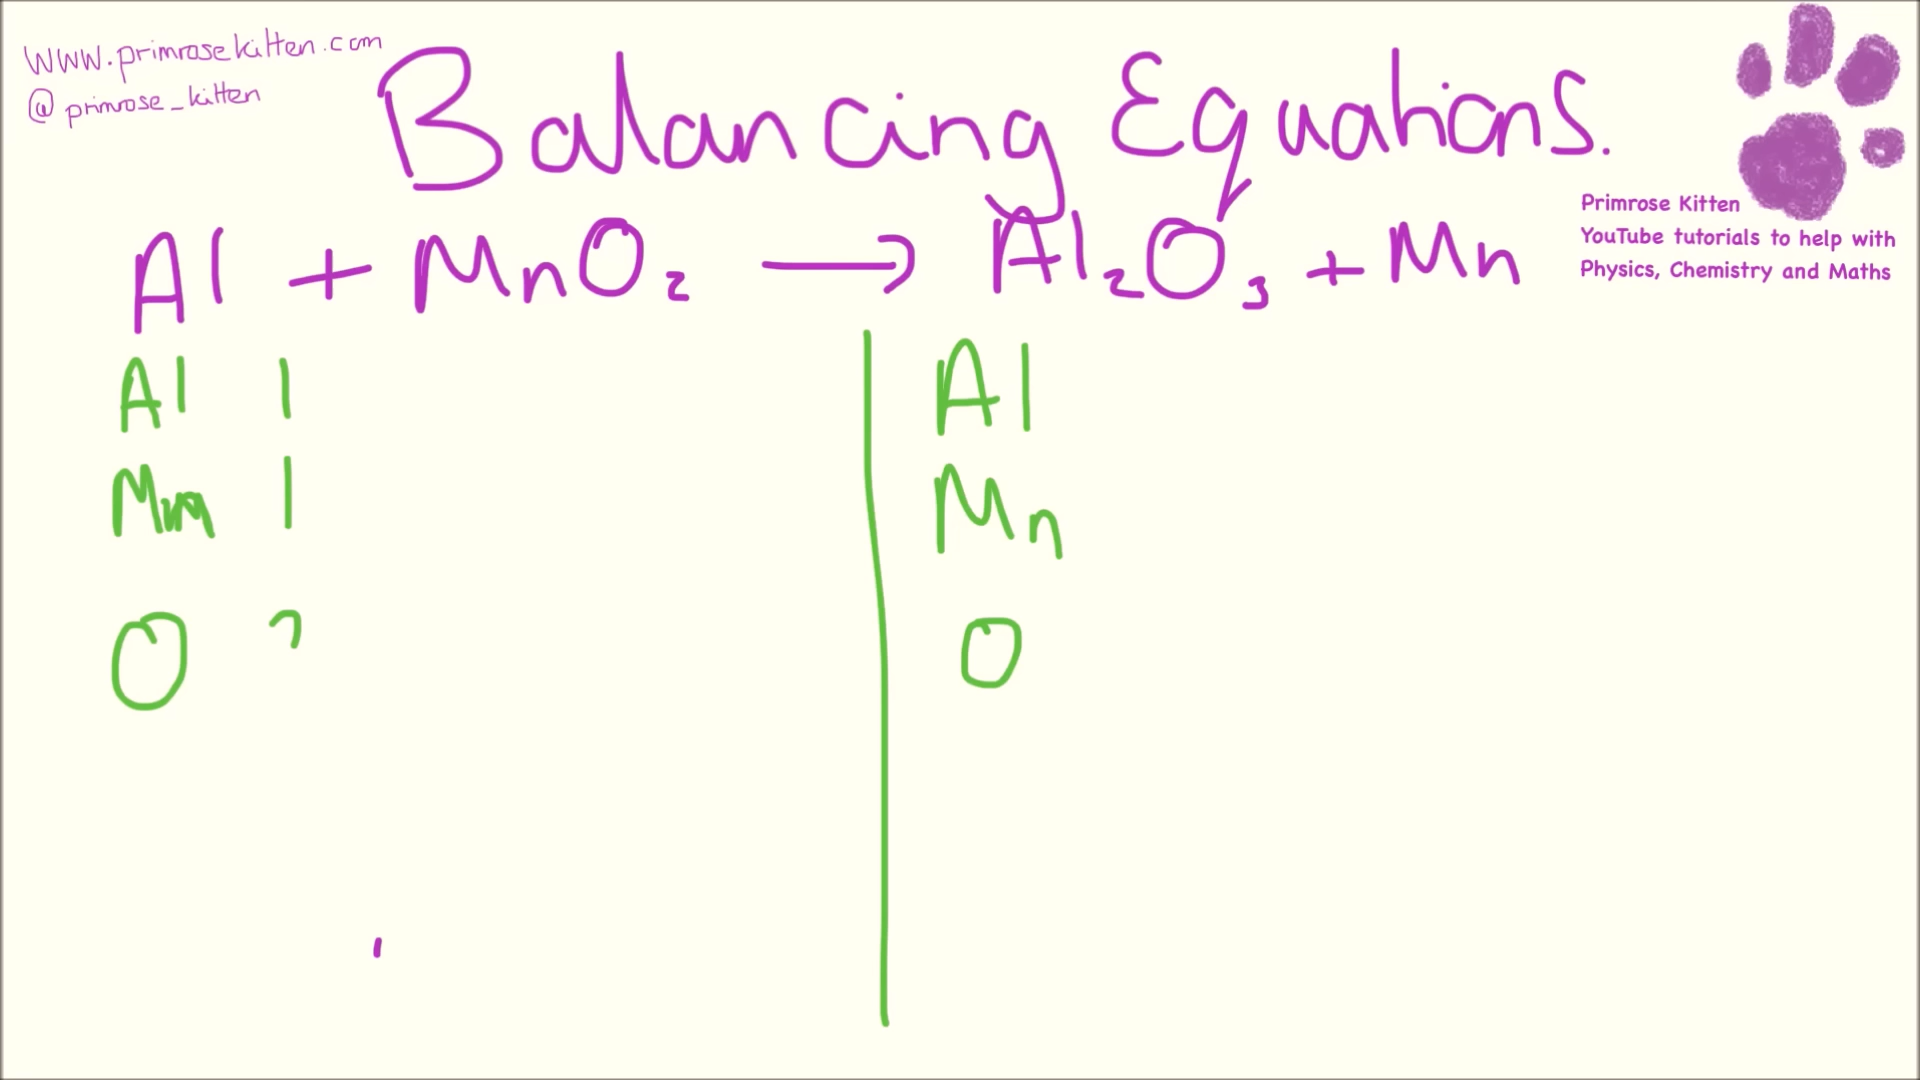 www.primrosekitten.com
@primrose_kitten
Balancing Equations.
Primrose Kitten
YouTube tutorials to help with
Physics, Chemistry and Maths
Al + MnO₂ → Al₂O₃ + Mn
Al 1 Al
Mn 1 Mn
O O